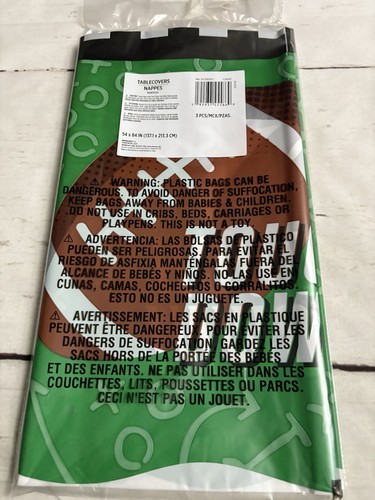 TABLECOVERS
NAPPES
3 PCS/MCX/PEAS.
54 x 84 IN (137.1 x 213.3 CM)
⚠ WARNING: PLASTIC BAGS CAN BE
DANGEROUS. TO AVOID DANGER OF SUFFOCATION,
KEEP BAGS AWAY FROM BABIES & CHILDREN.
DO NOT USE IN CRIBS, BEDS, CARRIAGES OR
PLAYPENS. THIS IS NOT A TOY.
⚠ ADVERTENCIA: LAS BOLSAS DE PLASTICO
PUEDEN SER PELIGROSAS. PARA EVITAR EL
RIESGO DE ASFIXIA MANTÉNGALAS FUERA DEL
ALCANCE DE BEBÉS Y NIÑOS. NO LAS USE EN
CUNAS, CAMAS, COCHECITOS O CORRALITOS.
ESTO NO ES UN JUGUETE.
⚠ AVERTISSEMENT: LES SACS EN PLASTIQUE
PEUVENT ÊTRE DANGEREUX. POUR ÉVITER LES
DANGERS DE SUFFOCATION, GARDEZ LES
SACS HORS DE LA PORTÉE DES BÉBÉS
ET DES ENFANTS. NE PAS UTILISER DANS LES
COUCHETTES, LITS, POUSSETTES OU PARCS.
CECI N'EST PAS UN JOUET.
TOU
DOW